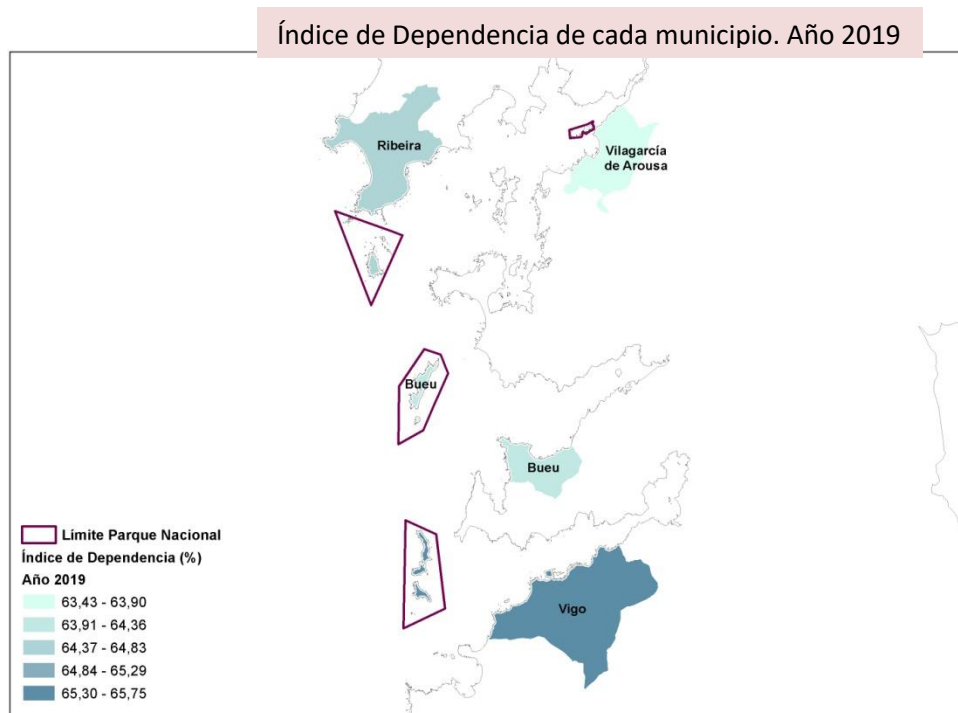 Índice de Dependencia de cada municipio. Año 2019
Ribeira
Vilagarcía
de Arousa
Bueu
Bueu
Vigo
Límite Parque Nacional
Índice de Dependencia (%)
Año 2019
63,43 - 63,90
63,91 - 64,36
64,37 - 64,83
64,84 - 65,29
65,30 - 65,75